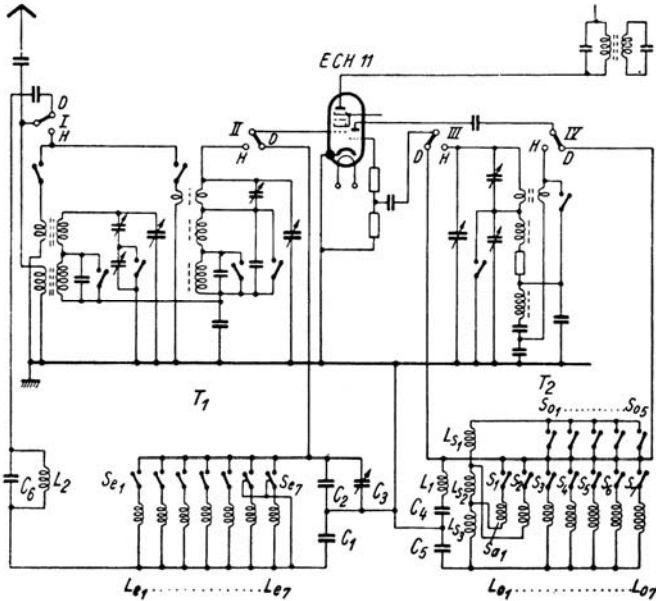 ECH 11
D
I
H
II
D
H
D
III
H
IV
H
D
T1
T2
So1 ........ So5
LS1
Se1
Se7
C2
C3
L1
LS2
S1
S2
S3
S4
S5
S6
S7
C6
L2
C4
LS3
Sa1
C1
C5
Le1 ........ Le7
Lo1 ........ Lo7